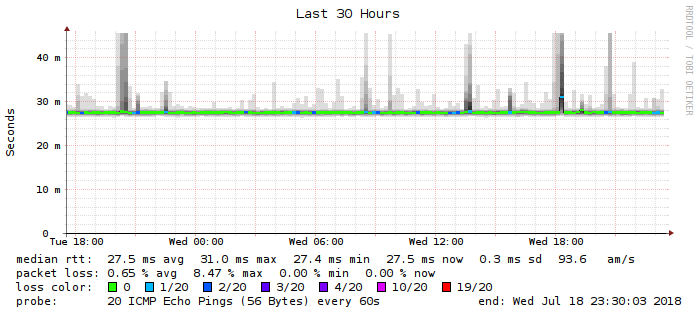 Last 30 Hours
RRDTOOL / TOBI OETIKER
Seconds
40 m
30 m
20 m
10 m
0
Tue 18:00 Wed 00:00 Wed 06:00 Wed 12:00 Wed 18:00
median rtt: 27.5 ms avg 31.0 ms max 27.4 ms min 27.5 ms now 0.3 ms sd 93.6 am/s
packet loss: 0.65 % avg 8.47 % max 0.00 % min 0.00 % now
loss color: 0 1/20 2/20 3/20 4/20 10/20 19/20
probe: 20 ICMP Echo Pings (56 Bytes) every 60s end: Wed Jul 18 23:30:03 2018